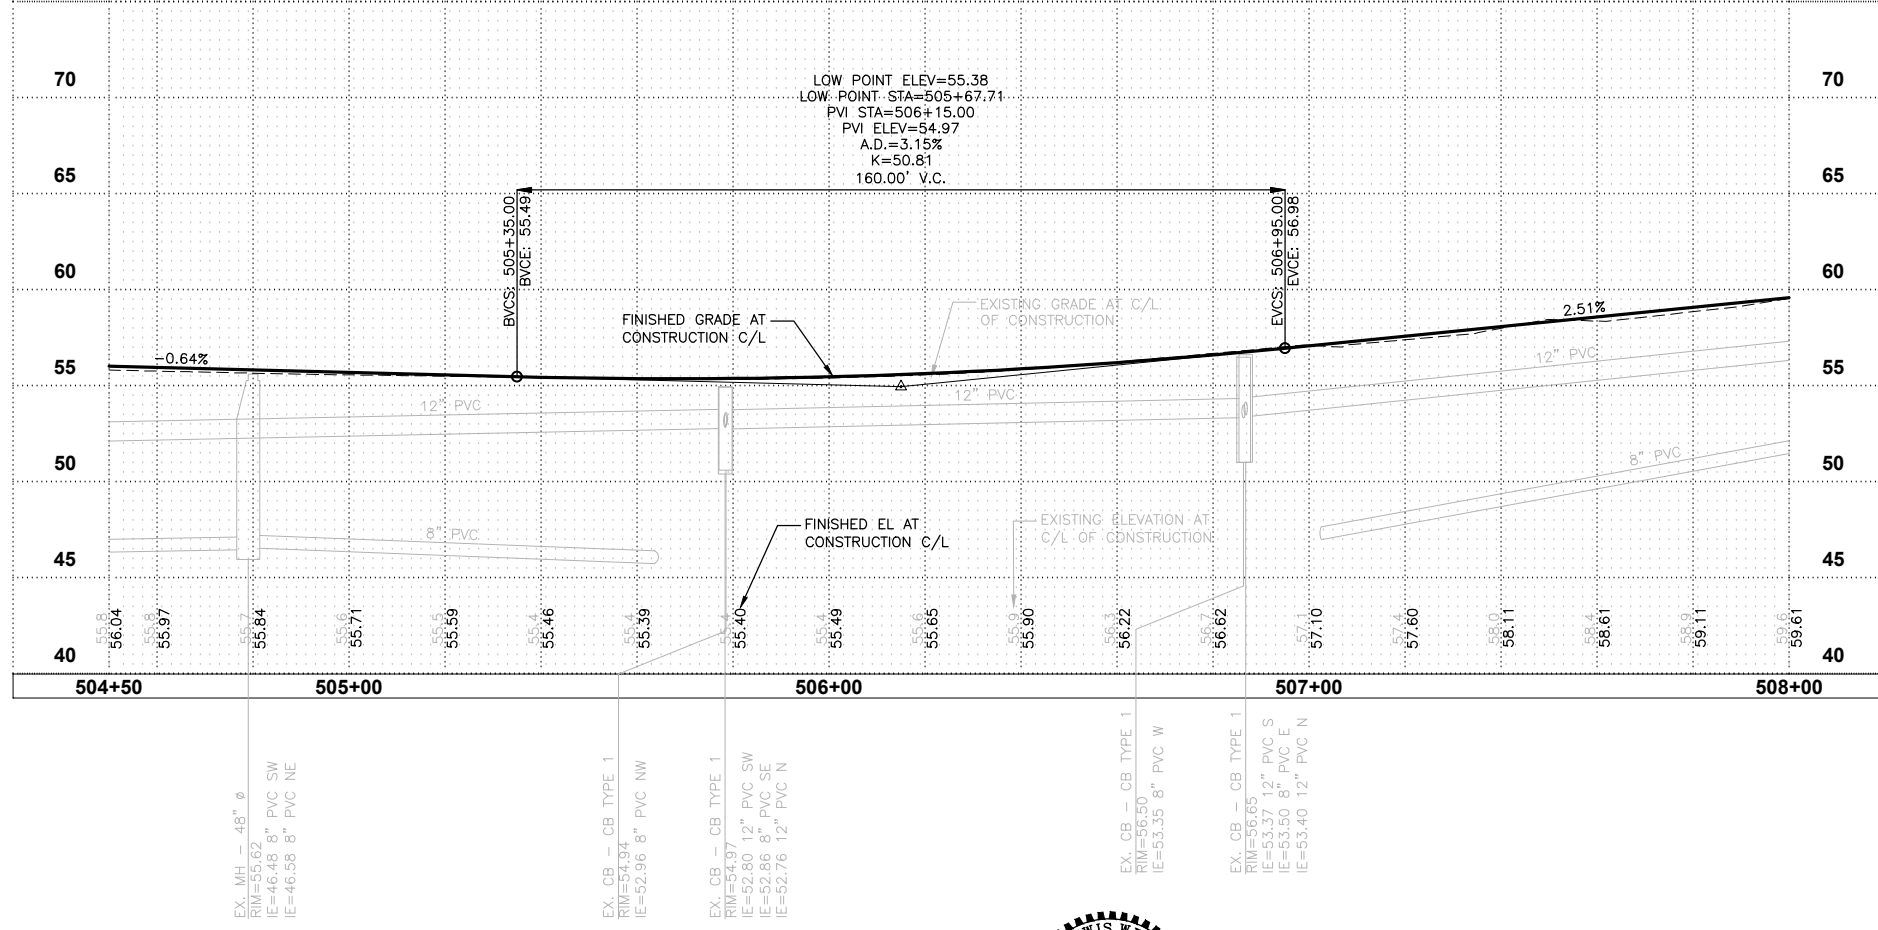 LOW POINT ELEV=55.38
LOW POINT STA=505+67.71
PVI STA=506+15.00
PVI ELEV=54.97
A.D.=3.15%
K=50.81
160.00' V.C.
70
70
65
65
60
60
55
55
50
50
45
45
40
40
BVCS: 505+35.00
BVCE: 55.49
EVCS: 506+95.00
EVCE: 56.98
FINISHED GRADE AT
CONSTRUCTION C/L
EXISTING GRADE AT C/L
OF CONSTRUCTION
-0.64%
2.51%
12" PVC
12" PVC
12" PVC
8" PVC
8" PVC
FINISHED EL AT
CONSTRUCTION C/L
EXISTING ELEVATION AT
C/L OF CONSTRUCTION
55.8
56.04
55.8
55.97
55.7
55.84
55.6
55.71
55.5
55.59
55.4
55.46
55.4
55.39
55.40
55.4
55.49
55.6
55.65
55.9
55.90
56.3
56.22
56.7
56.62
57.1
57.10
57.4
57.60
58.0
58.11
58.4
58.61
58.9
59.11
59.6
59.61
504+50
505+00
506+00
507+00
508+00
EX. MH - 48" ø
RIM=55.62
IE=46.48 8" PVC SW
IE=46.58 8" PVC NE
EX. CB - CB TYPE 1
RIM=54.94
IE=52.96 8" PVC NW
EX. CB - CB TYPE 1
RIM=54.97
IE=52.80 12" PVC SW
IE=52.86 8" PVC SE
IE=52.76 12" PVC N
EX. CB - CB TYPE 1
RIM=56.50
IE=53.35 8" PVC W
EX. CB - CB TYPE 1
RIM=56.65
IE=53.37 12" PVC S
IE=53.50 8" PVC E
IE=53.40 12" PVC N